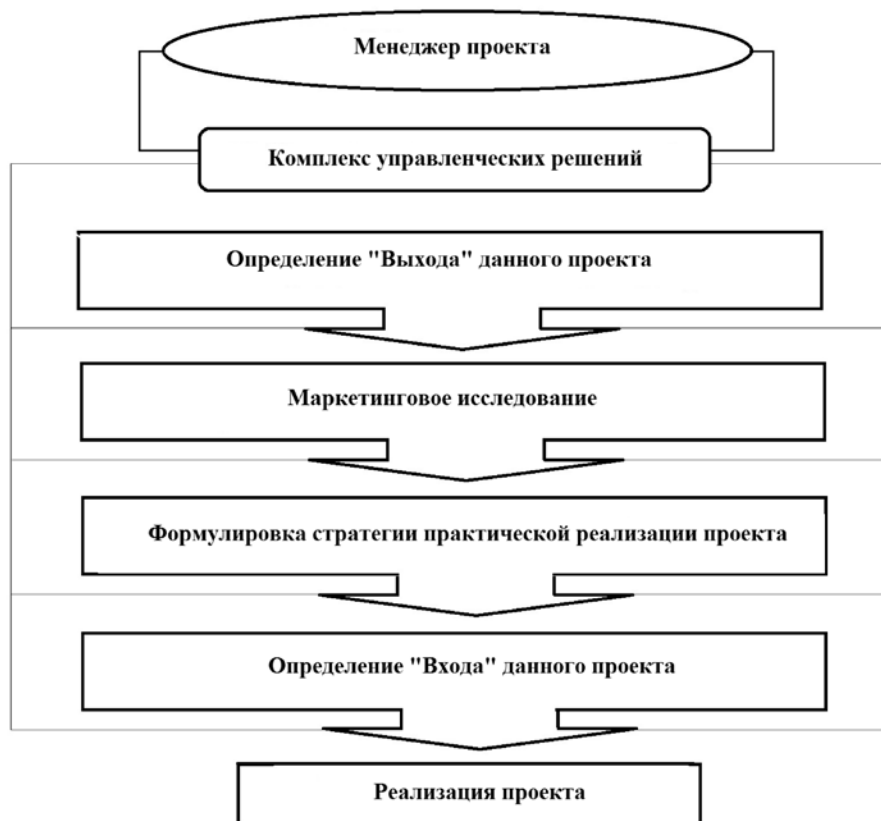 Менеджер проекта
Комплекс управленческих решений
Определение "Выхода" данного проекта
Маркетинговое исследование
Формулировка стратегии практической реализации проекта
Определение "Входа" данного проекта
Реализация проекта